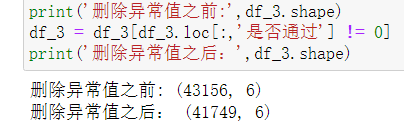 print('删除异常值之前:',df_3.shape)
df_3 = df_3[df_3.loc[:,'是否通过'] != 0]
print('删除异常值之后：',df_3.shape)
删除异常值之前: (43156, 6)
删除异常值之后： (41749, 6)